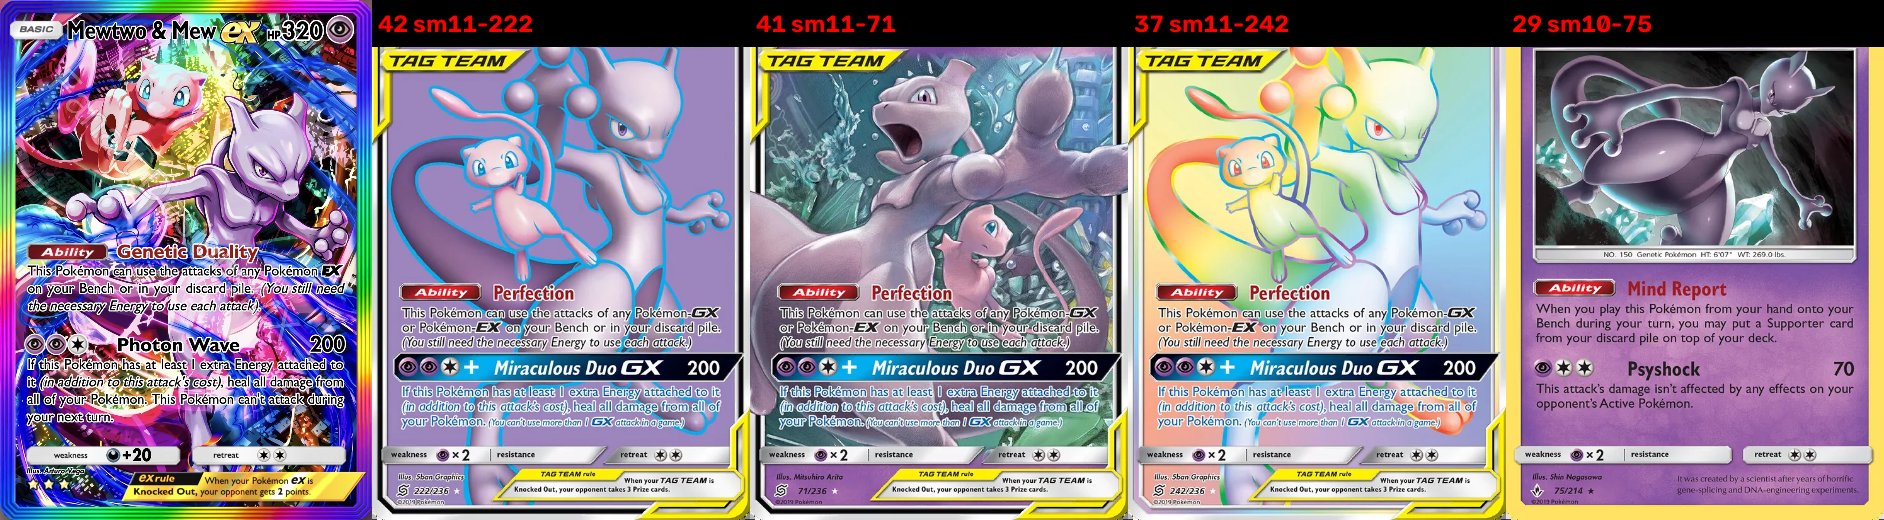 BASIC Mewtwo & Mew ex HP 320
Ability Genetic Duality
This Pokémon can use the attacks of any Pokémon EX
on your Bench or in your discard pile. (You still need
the necessary Energy to use each attack).
Photon Wave 200
If this Pokémon has at least 1 extra Energy attached to
it (in addition to this attack's cost), heal all damage from
all of your Pokémon. This Pokémon can't attack during
your next turn.
weakness +20 retreat
Illus.
ex rule When your Pokémon ex is
Knocked Out, your opponent gets 2 points.
42 sm11-222
TAG TEAM
Ability Perfection
This Pokémon can use the attacks of any Pokémon-GX
or Pokémon-EX on your Bench or in your discard pile.
(You still need the necessary Energy to use each attack.)
+ Miraculous Duo GX 200
If this Pokémon has at least 1 extra Energy attached to it
(in addition to this attack's cost), heal all damage from all of
your Pokémon. (You can't use more than 1 GX attack in a game.)
weakness ×2 resistance retreat
Illus. 5ban Graphics
222/236
©2019 Pokémon
TAG TEAM rule When your TAG TEAM is
Knocked Out, your opponent takes 3 Prize cards.
41 sm11-71
TAG TEAM
Ability Perfection
This Pokémon can use the attacks of any Pokémon-GX
or Pokémon-EX on your Bench or in your discard pile.
(You still need the necessary Energy to use each attack.)
+ Miraculous Duo GX 200
If this Pokémon has at least 1 extra Energy attached to it
(in addition to this attack's cost), heal all damage from all of
your Pokémon. (You can't use more than 1 GX attack in a game.)
weakness ×2 resistance retreat
Illus. Mitsuhiro Arita
71/236
©2019 Pokémon
TAG TEAM rule When your TAG TEAM is
Knocked Out, your opponent takes 3 Prize cards.
37 sm11-242
TAG TEAM
Ability Perfection
This Pokémon can use the attacks of any Pokémon-GX
or Pokémon-EX on your Bench or in your discard pile.
(You still need the necessary Energy to use each attack.)
+ Miraculous Duo GX 200
If this Pokémon has at least 1 extra Energy attached to it
(in addition to this attack's cost), heal all damage from all of
your Pokémon. (You can't use more than 1 GX attack in a game.)
weakness ×2 resistance retreat
Illus. 5ban Graphics
242/236
©2019 Pokémon
TAG TEAM rule When your TAG TEAM is
Knocked Out, your opponent takes 3 Prize cards.
29 sm10-75
NO. 150 Genetic Pokémon HT: 6'07" WT: 269.0 lbs.
Ability Mind Report
When you play this Pokémon from your hand onto your
Bench during your turn, you may put a Supporter card
from your discard pile on top of your deck.
Psyshock 70
This attack's damage isn't affected by any effects on your
opponent's Active Pokémon.
weakness ×2 resistance retreat
Illus. Shin Nagasawa
75/214
©2019 Pokémon
It was created by a scientist after years of horrific
gene-splicing and DNA-engineering experiments.